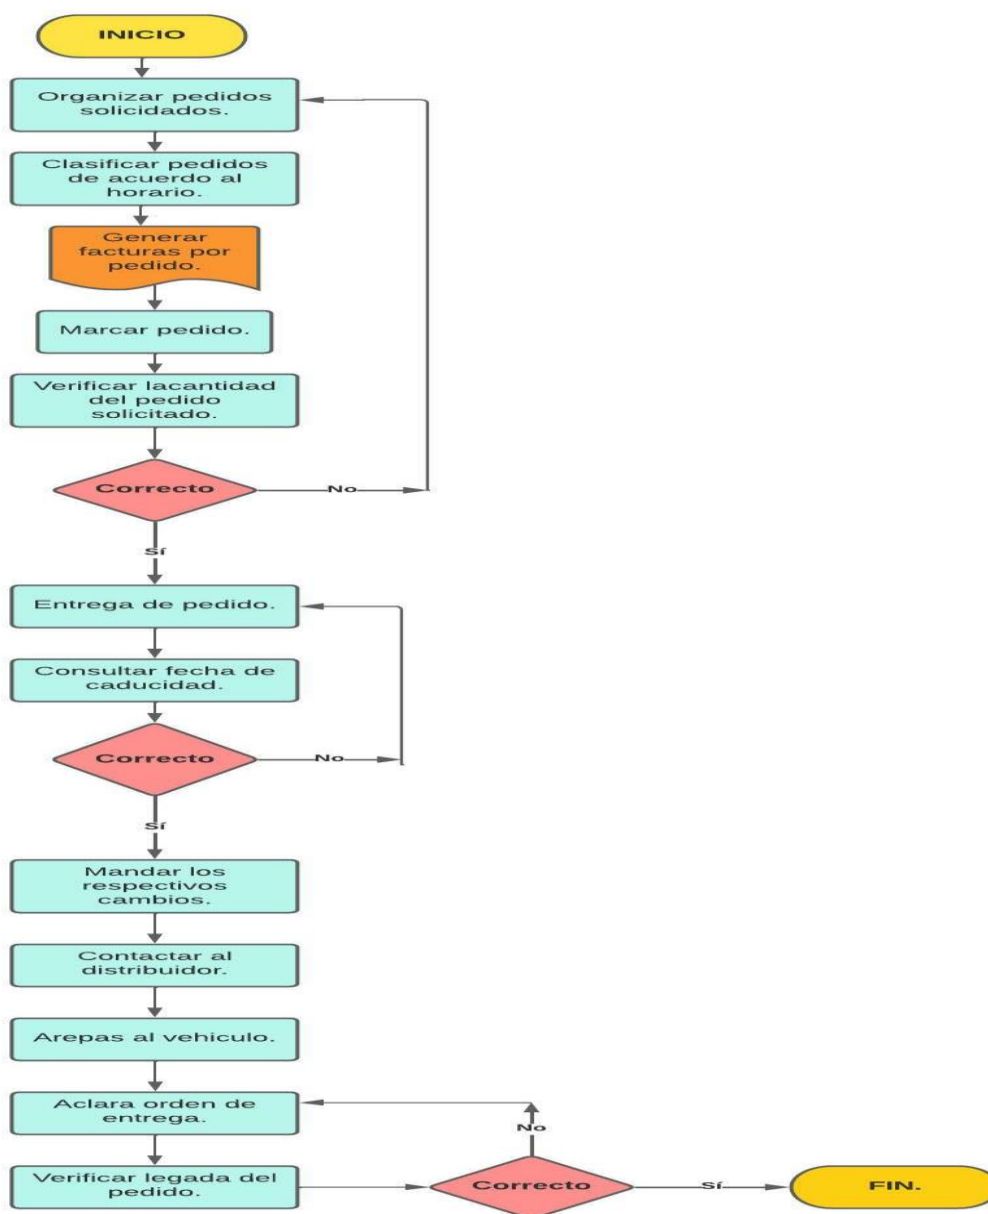 INICIO
Organizar pedidos
solicidados.
Clasificar pedidos
de acuerdo al
horario.
Generar
facturas por
pedido.
Marcar pedido.
Verificar lacantidad
del pedido
solicitado.
Correcto
No
Sí
Entrega de pedido.
Consultar fecha de
caducidad.
Correcto
No
Sí
Mandar los
respectivos
cambios.
Contactar al
distribuidor.
Arepas al vehiculo.
Aclara orden de
entrega.
Verificar legada del
pedido.
No
Correcto
Sí
FIN.